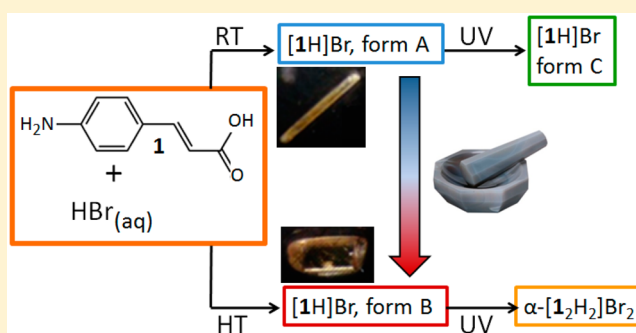 RT
[1H]Br, form A
UV
[1H]Br
form C
H₂N
OH
1
O
+
HBr(aq)
HT
[1H]Br, form B
UV
α-[1₂H₂]Br₂